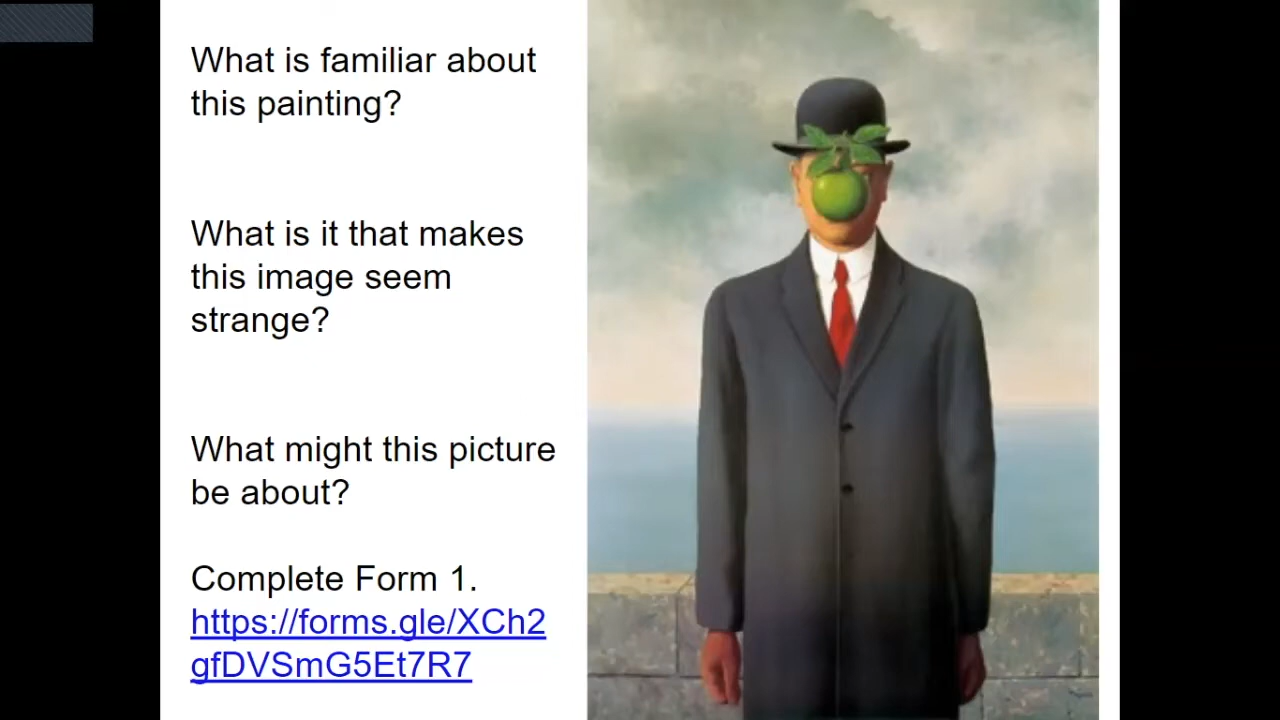 What is familiar about
this painting?
What is it that makes
this image seem
strange?
What might this picture
be about?
Complete Form 1.
https://forms.gle/XCh2
gfDVSmG5Et7R7